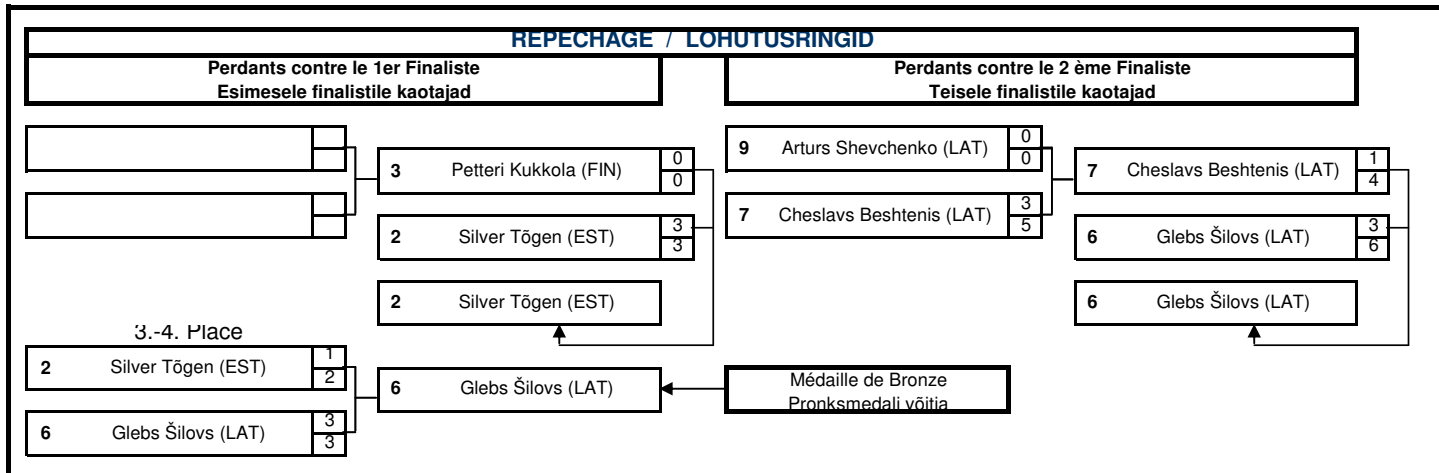 REPECHAGE / LOHUTUSRINGID
Perdants contre le 1er Finaliste
Esimesele finalistile kaotajad
Perdants contre le 2 ème Finaliste
Teisele finalistile kaotajad
3 Petteri Kukkola (FIN) 0 0
2 Silver Tõgen (EST) 3 3
2 Silver Tõgen (EST)
9 Arturs Shevchenko (LAT) 0 0
7 Cheslavs Beshtenis (LAT) 3 5
7 Cheslavs Beshtenis (LAT) 1 4
6 Glebs Šilovs (LAT) 3 6
6 Glebs Šilovs (LAT)
3.-4. Place
2 Silver Tõgen (EST) 1 2
6 Glebs Šilovs (LAT) 3 3
6 Glebs Šilovs (LAT)
Médaille de Bronze
Pronksmedali võitja